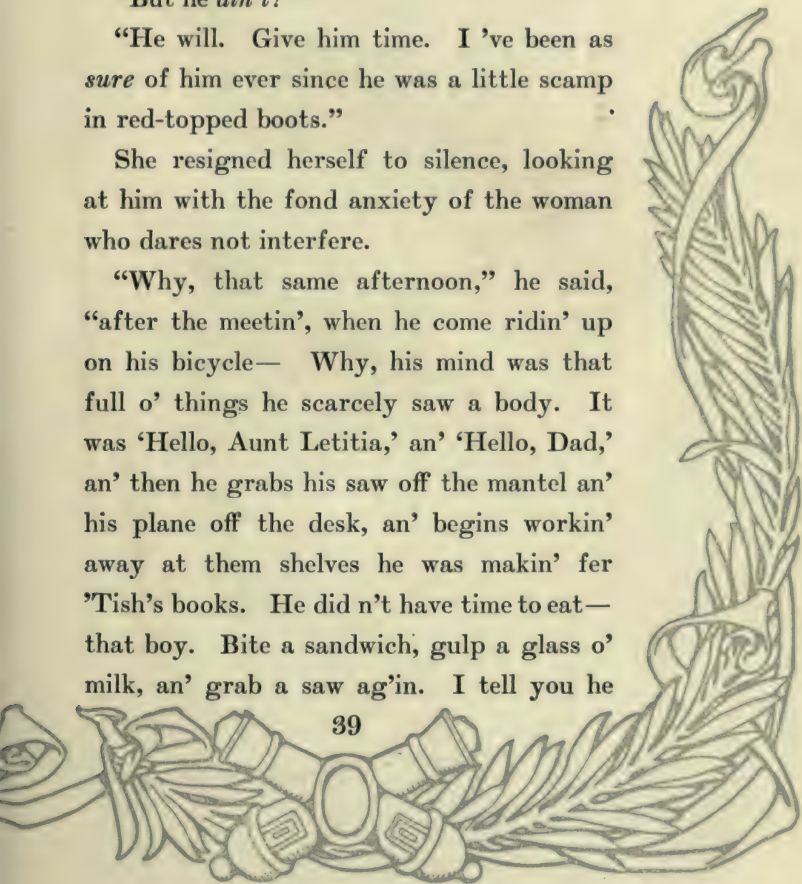 "But he ain't!
"He will. Give him time. I 've been as
sure of him ever since he was a little scamp
in red-topped boots."
She resigned herself to silence, looking
at him with the fond anxiety of the woman
who dares not interfere.
"Why, that same afternoon," he said,
"after the meetin', when he come ridin' up
on his bicycle— Why, his mind was that
full o' things he scarcely saw a body. It
was 'Hello, Aunt Letitia,' an' 'Hello, Dad,'
an' then he grabs his saw off the mantel an'
his plane off the desk, an' begins workin'
away at them shelves he was makin' fer
'Tish's books. He did n't have time to eat—
that boy. Bite a sandwich, gulp a glass o'
milk, an' grab a saw ag'in. I tell you he
39